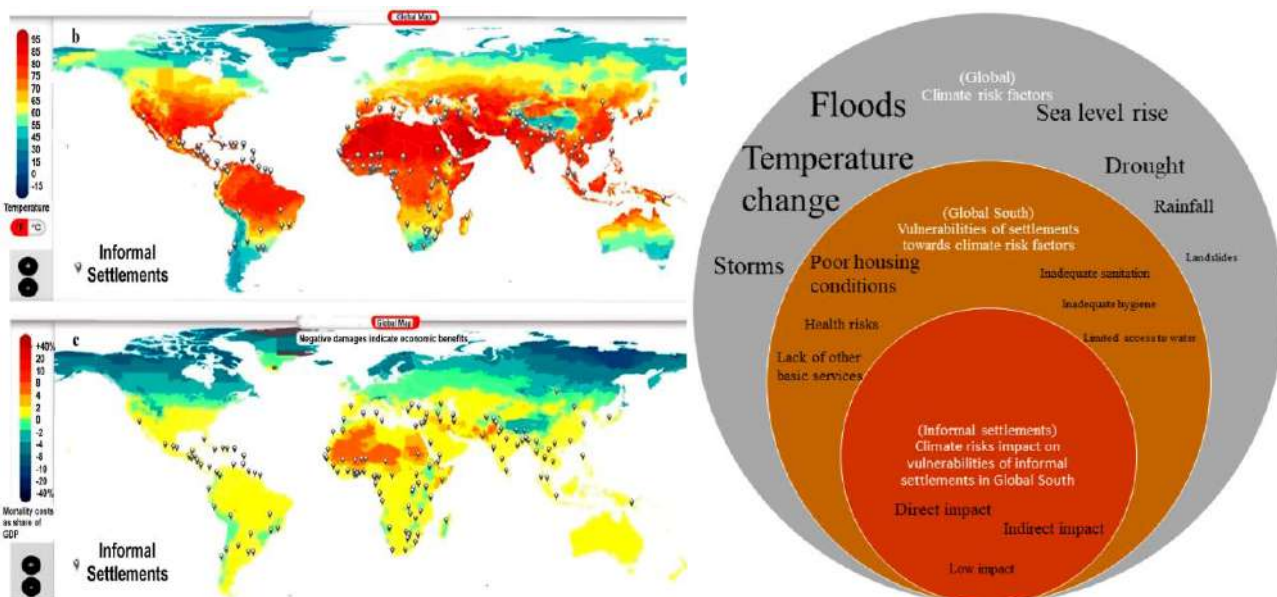 Global Map
b
95
85
80
75
70
65
60
55
45
30
15
0
-15
Temperature
°F °C
Informal
Settlements
Global Map
Negative damages indicate economic benefits
c
+40%
20
10
8
4
2
0
-2
-4
-6
-10
-20
-40%
Mortality costs
as share of
GDP
Informal
Settlements
(Global)
Climate risk factors
Floods
Sea level rise
Temperature
change
Drought
Rainfall
Landslides
Storms
(Global South)
Vulnerabilities of settlements
towards climate risk factors
Poor housing
conditions
Inadequate sanitation
Inadequate hygiene
Health risks
Limited access to water
Lack of other
basic services
(Informal settlements)
Climate risks impact on
vulnerabilities of informal
settlements in Global South
Direct impact
Indirect impact
Low impact